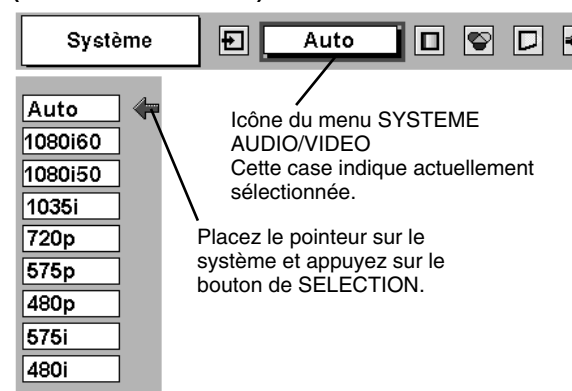 Système
Auto
Auto
1080i60
1080i50
1035i
720p
575p
480p
575i
480i
Icône du menu SYSTEME
AUDIO/VIDEO
Cette case indique actuellement
sélectionnée.
Placez le pointeur sur le
système et appuyez sur le
bouton de SELECTION.